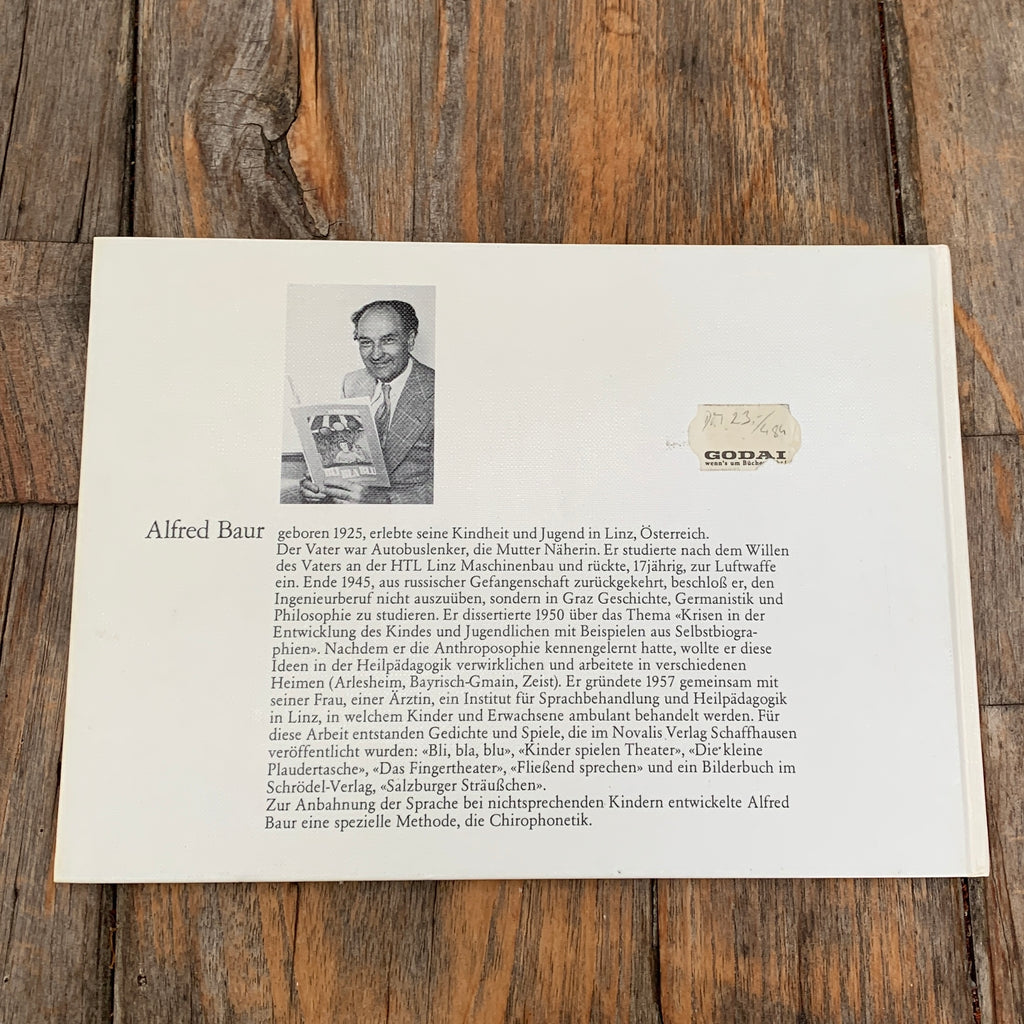 BLI BLA BLU
DM 23,-/484
GODAI
wenn's um Bücher
Alfred Baur geboren 1925, erlebte seine Kindheit und Jugend in Linz, Österreich.
Der Vater war Autobuslenker, die Mutter Näherin. Er studierte nach dem Willen
des Vaters an der HTL Linz Maschinenbau und rückte, 17jährig, zur Luftwaffe
ein. Ende 1945, aus russischer Gefangenschaft zurückgekehrt, beschloß er, den
Ingenieurberuf nicht auszuüben, sondern in Graz Geschichte, Germanistik und
Philosophie zu studieren. Er dissertierte 1950 über das Thema «Krisen in der
Entwicklung des Kindes und Jugendlichen mit Beispielen aus Selbstbiogra-
phien». Nachdem er die Anthroposophie kennengelernt hatte, wollte er diese
Ideen in der Heilpädagogik verwirklichen und arbeitete in verschiedenen
Heimen (Arlesheim, Bayrisch-Gmain, Zeist). Er gründete 1957 gemeinsam mit
seiner Frau, einer Ärztin, ein Institut für Sprachbehandlung und Heilpädagogik
in Linz, in welchem Kinder und Erwachsene ambulant behandelt werden. Für
diese Arbeit entstanden Gedichte und Spiele, die im Novalis Verlag Schaffhausen
veröffentlicht wurden: «Bli, bla, blu», «Kinder spielen Theater», «Die kleine
Plaudertasche», «Das Fingertheater», «Fließend sprechen» und ein Bilderbuch im
Schrödel-Verlag, «Salzburger Sträußchen».
Zur Anbahnung der Sprache bei nichtsprechenden Kindern entwickelte Alfred
Baur eine spezielle Methode, die Chirophonetik.